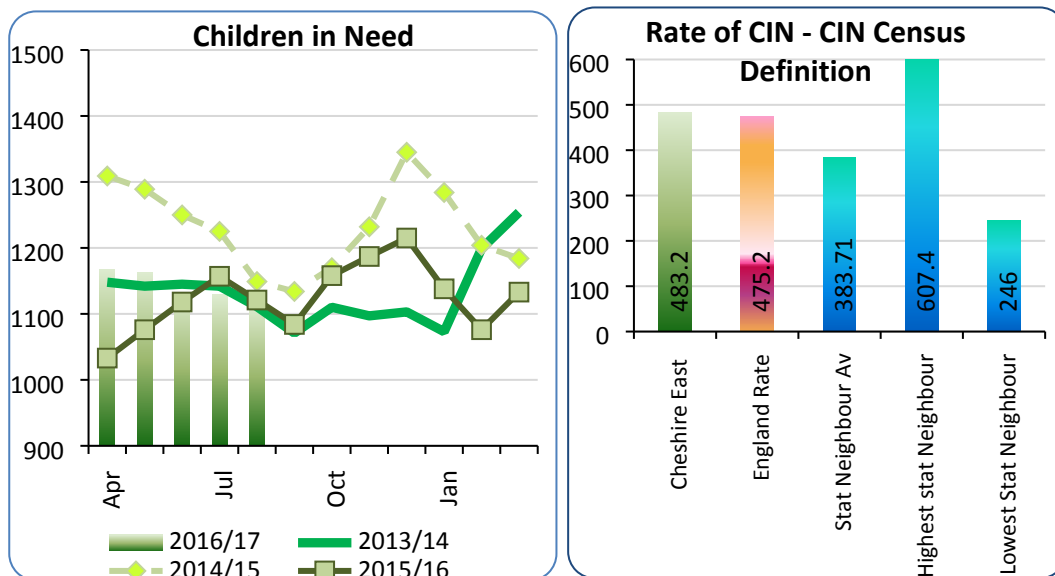 Children in Need
1500
1400
1300
1200
1100
1000
900
Apr
Jul
Oct
Jan
2016/17
2013/14
2014/15
2015/16
Rate of CIN - CIN Census
Definition
600
500
400
300
200
100
0
483.2
475.2
383.71
607.4
246
Cheshire East
England Rate
Stat Neighbour Av
Highest stat Neighbour
Lowest Stat Neighbour